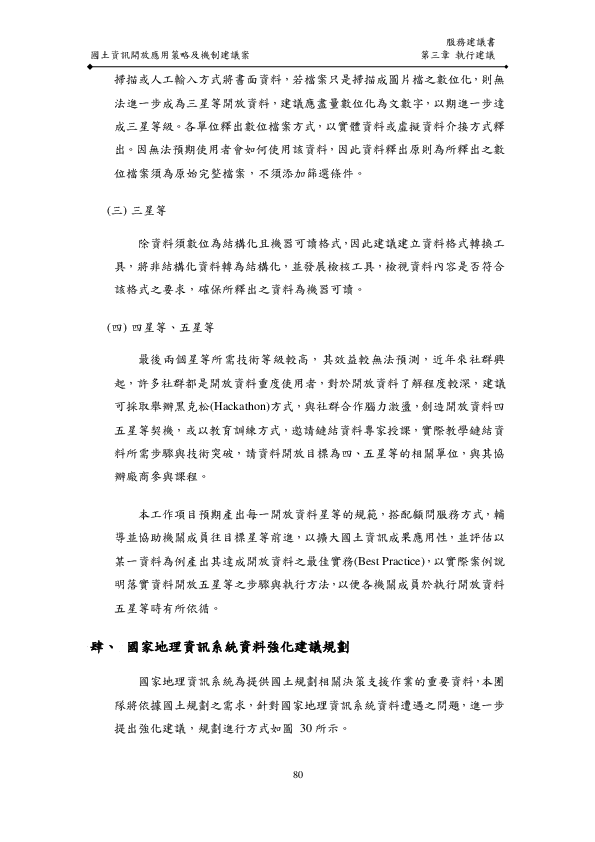 服務建議書
國土資訊開放應用策略及機制建議案 第三章 執行建議
掃描或人工輸入方式將書面資料，若檔案只是掃描成圖片檔之數位化，則無
法進一步成為三星等開放資料，建議應盡量數位化為文數字，以期進一步達
成三星等級。各單位釋出數位檔案方式，以實體資料或虛擬資料介接方式釋
出。因無法預期使用者會如何使用該資料，因此資料釋出原則為所釋出之數
位檔案須為原始完整檔案，不須添加篩選條件。
(三) 三星等
除資料須數位為結構化且機器可讀格式，因此建議建立資料格式轉換工
具，將非結構化資料轉為結構化，並發展檢核工具，檢視資料內容是否符合
該格式之要求，確保所釋出之資料為機器可讀。
(四) 四星等、五星等
最後兩個星等所需技術等級較高，其效益較無法預測，近年來社群興
起，許多社群都是開放資料重度使用者，對於開放資料了解程度較深，建議
可採取舉辦黑克松(Hackathon)方式，與社群合作腦力激盪，創造開放資料四
五星等契機，或以教育訓練方式，邀請鏈結資料專家授課，實際教學鏈結資
料所需步驟與技術突破，請資料開放目標為四、五星等的相關單位，與其協
辦廠商參與課程。
本工作項目預期產出每一開放資料星等的規範，搭配顧問服務方式，輔
導並協助機關成員往目標星等前進，以擴大國土資訊成果應用性，並評估以
某一資料為例產出其達成開放資料之最佳實務(Best Practice)，以實際案例說
明落實資料開放五星等之步驟與執行方法，以便各機關成員於執行開放資料
五星等時有所依循。
肆、 國家地理資訊系統資料強化建議規劃
國家地理資訊系統為提供國土規劃相關決策支援作業的重要資料，本團
隊將依據國土規劃之需求，針對國家地理資訊系統資料遭遇之問題，進一步
提出強化建議，規劃進行方式如圖 30 所示。
80